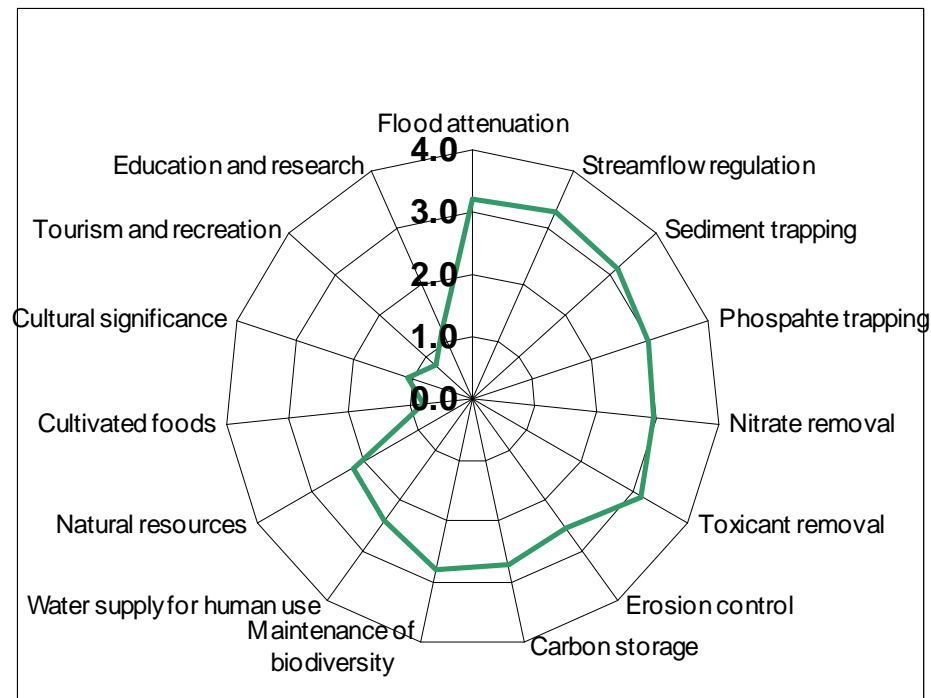 Flood attenuation
4.0
Education and research
Streamflow regulation
3.0
Tourism and recreation
Sediment trapping
2.0
Cultural significance
Phospahte trapping
1.0
0.0
Cultivated foods
Nitrate removal
Natural resources
Toxicant removal
Water supply for human use
Erosion control
Maintenance of
biodiversity
Carbon storage